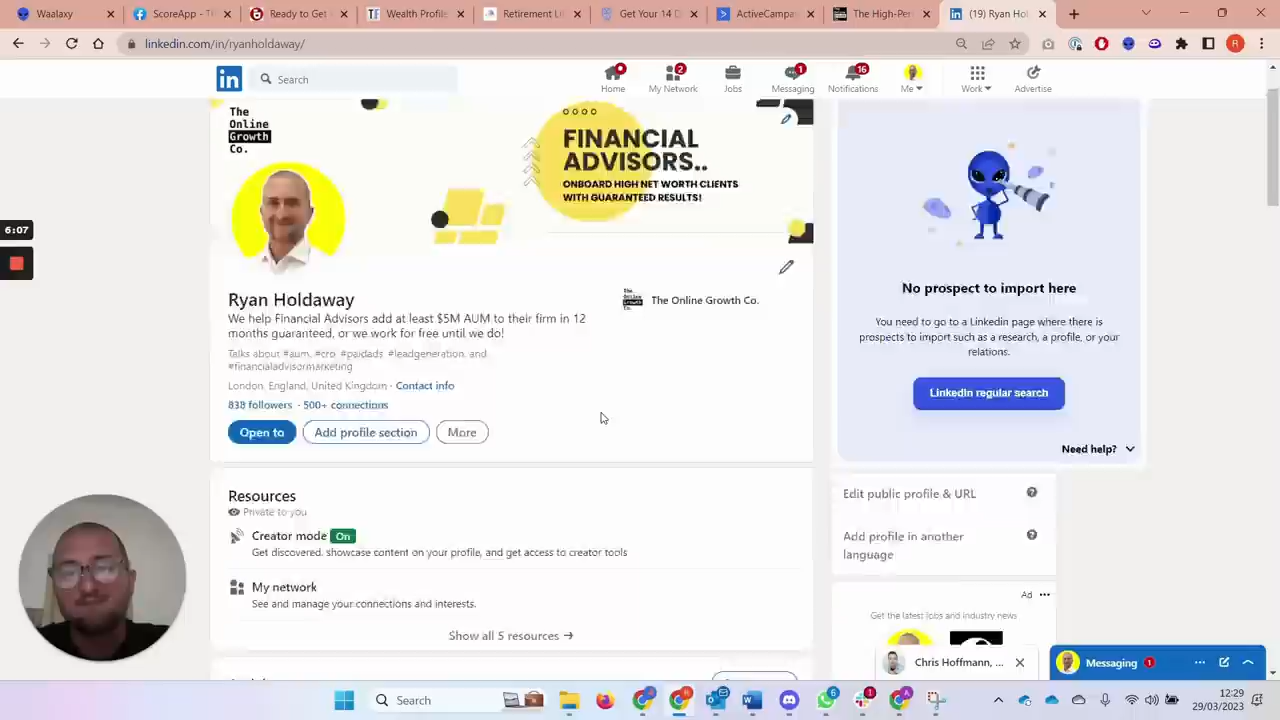 Waalaxy
ScoreApp - Th
Ready to Get
Wealth Profile
Retirement Li
Get Your 14 D
ActiveCampa
The High-Per
(19) Ryan Hol
linkedin.com/in/ryanholdaway/
Search
Home
2
My Network
Jobs
1
Messaging
16
Notifications
Me
Work
Advertise
The
Online
Growth
Co.
FINANCIAL
ADVISORS..
ONBOARD HIGH NET WORTH CLIENTS
WITH GUARANTEED RESULTS!
6:07
Ryan Holdaway
We help Financial Advisors add at least $5M AUM to their firm in 12
months guaranteed, or we work for free until we do!
Talks about #aum, #cro, #paidads, #leadgeneration, and
#financialadvisormarketing
London, England, United Kingdom · Contact info
838 followers · 500+ connections
Open to
Add profile section
More
The Online Growth Co.
Resources
Private to you
Creator mode On
Get discovered, showcase content on your profile, and get access to creator tools
My network
See and manage your connections and interests.
Show all 5 resources →
No prospect to import here
You need to go to a Linkedin page where there is
prospects to import such as a research, a profile, or your
relations.
LinkedIn regular search
Need help?
Edit public profile & URL
Add profile in another
language
Ad
Get the latest jobs and industry news
Chris Hoffmann, ...
Messaging 1
Search
6
1
12:29
29/03/2023